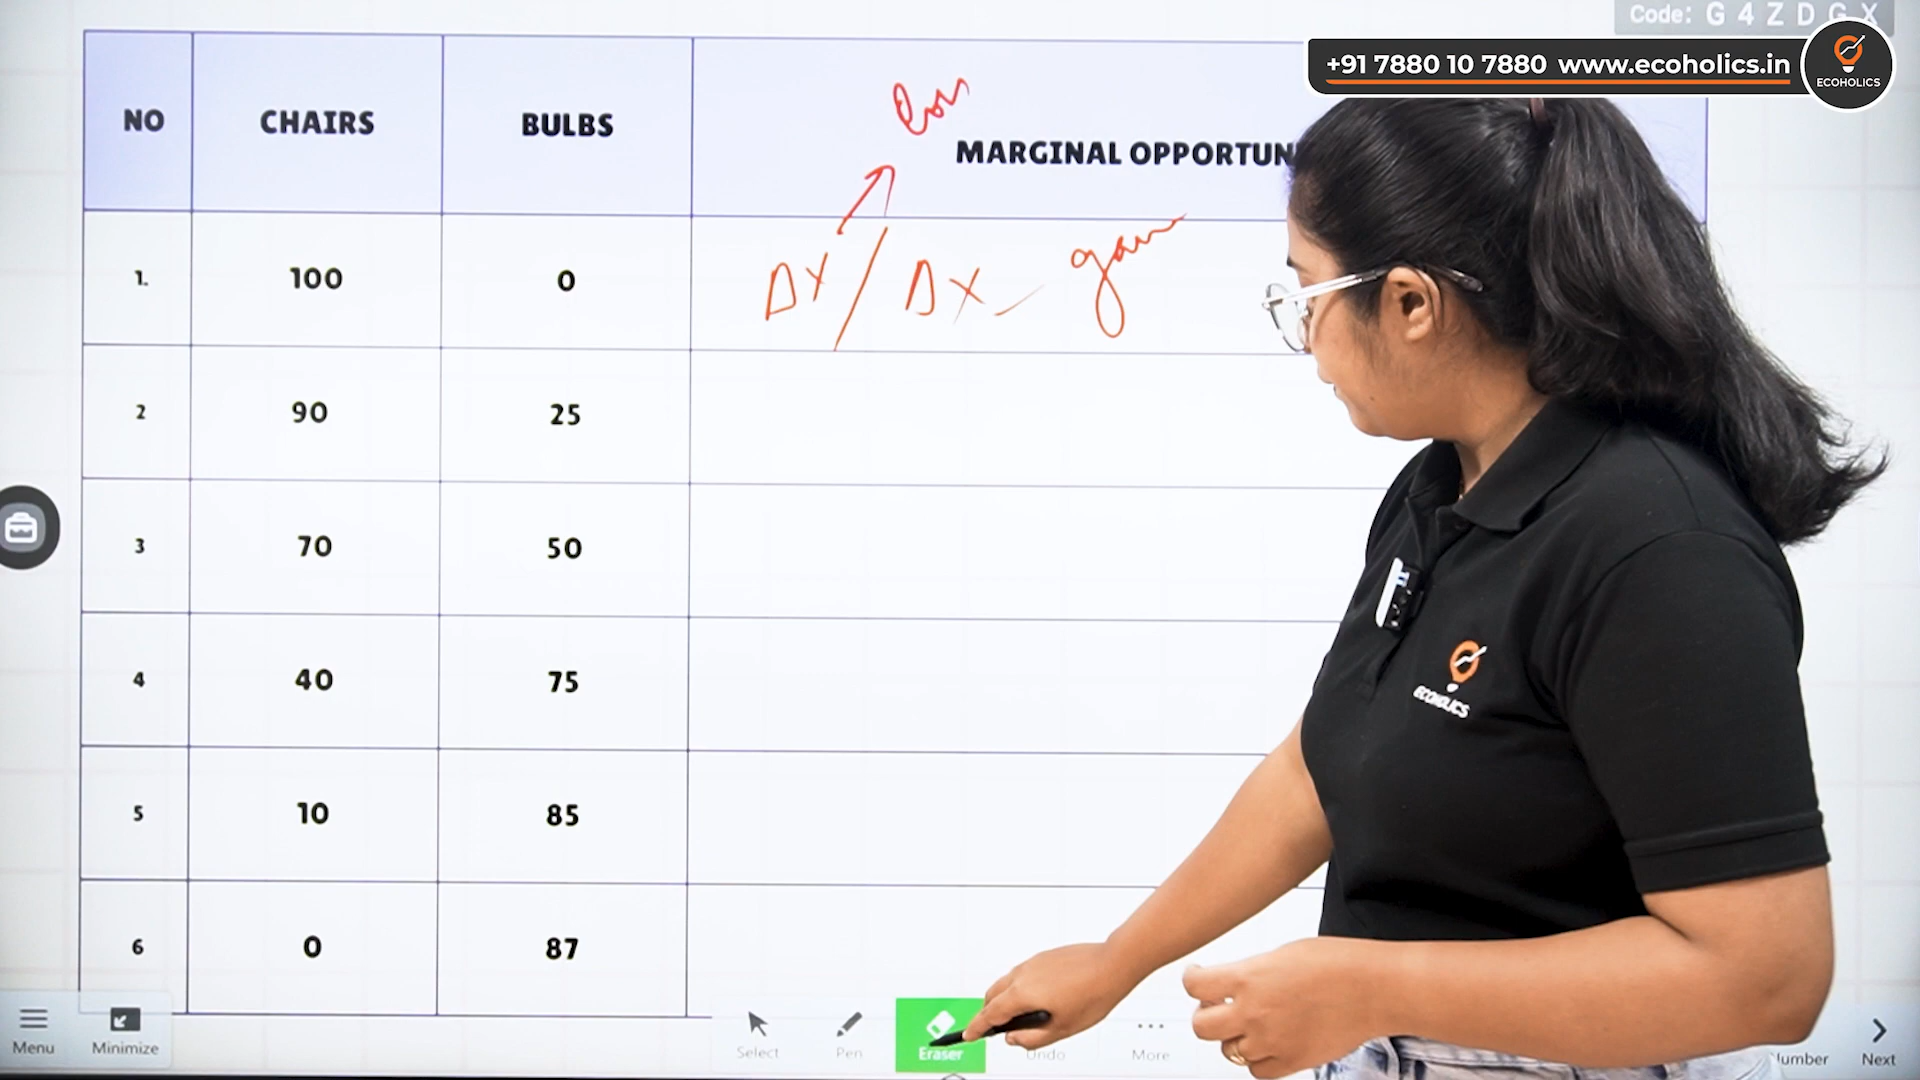 Code: G 4 Z D G X
+91 7880 10 7880 www.ecoholics.in
ECOHOLICS
NO CHAIRS BULBS MARGINAL OPPORTUN
1. 100 0
ΔY / ΔX gain
2 90 25
3 70 50
4 40 75
ECOHOLICS
5 10 85
6 0 87
Menu Minimize Select Pen Eraser Undo More Number Next